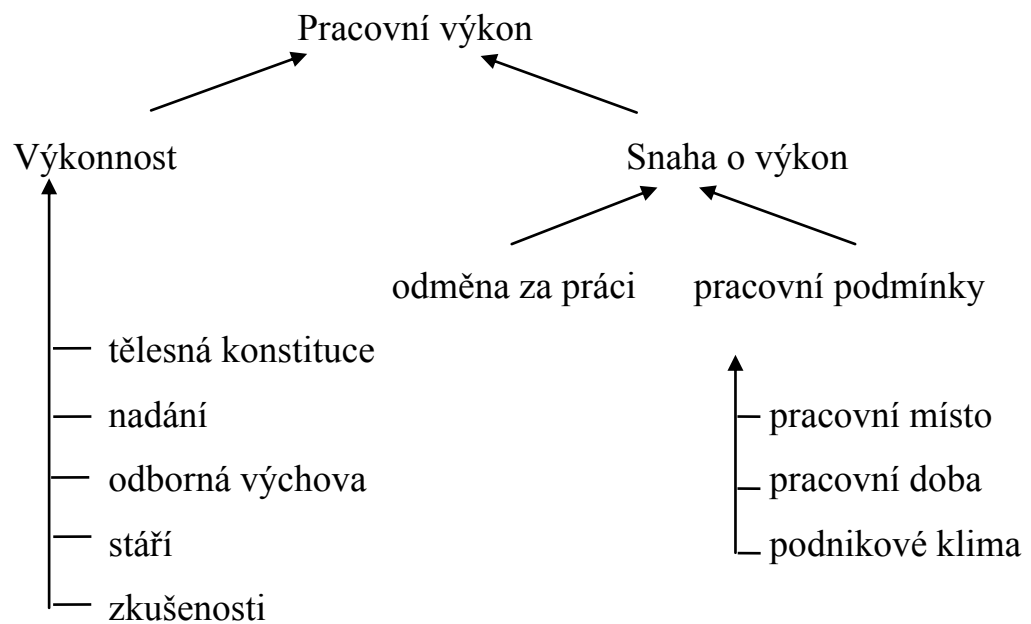 Pracovní výkon
Výkonnost
Snaha o výkon
odměna za práci
pracovní podmínky
tělesná konstituce
nadání
odborná výchova
stáří
zkušenosti
pracovní místo
pracovní doba
podnikové klima